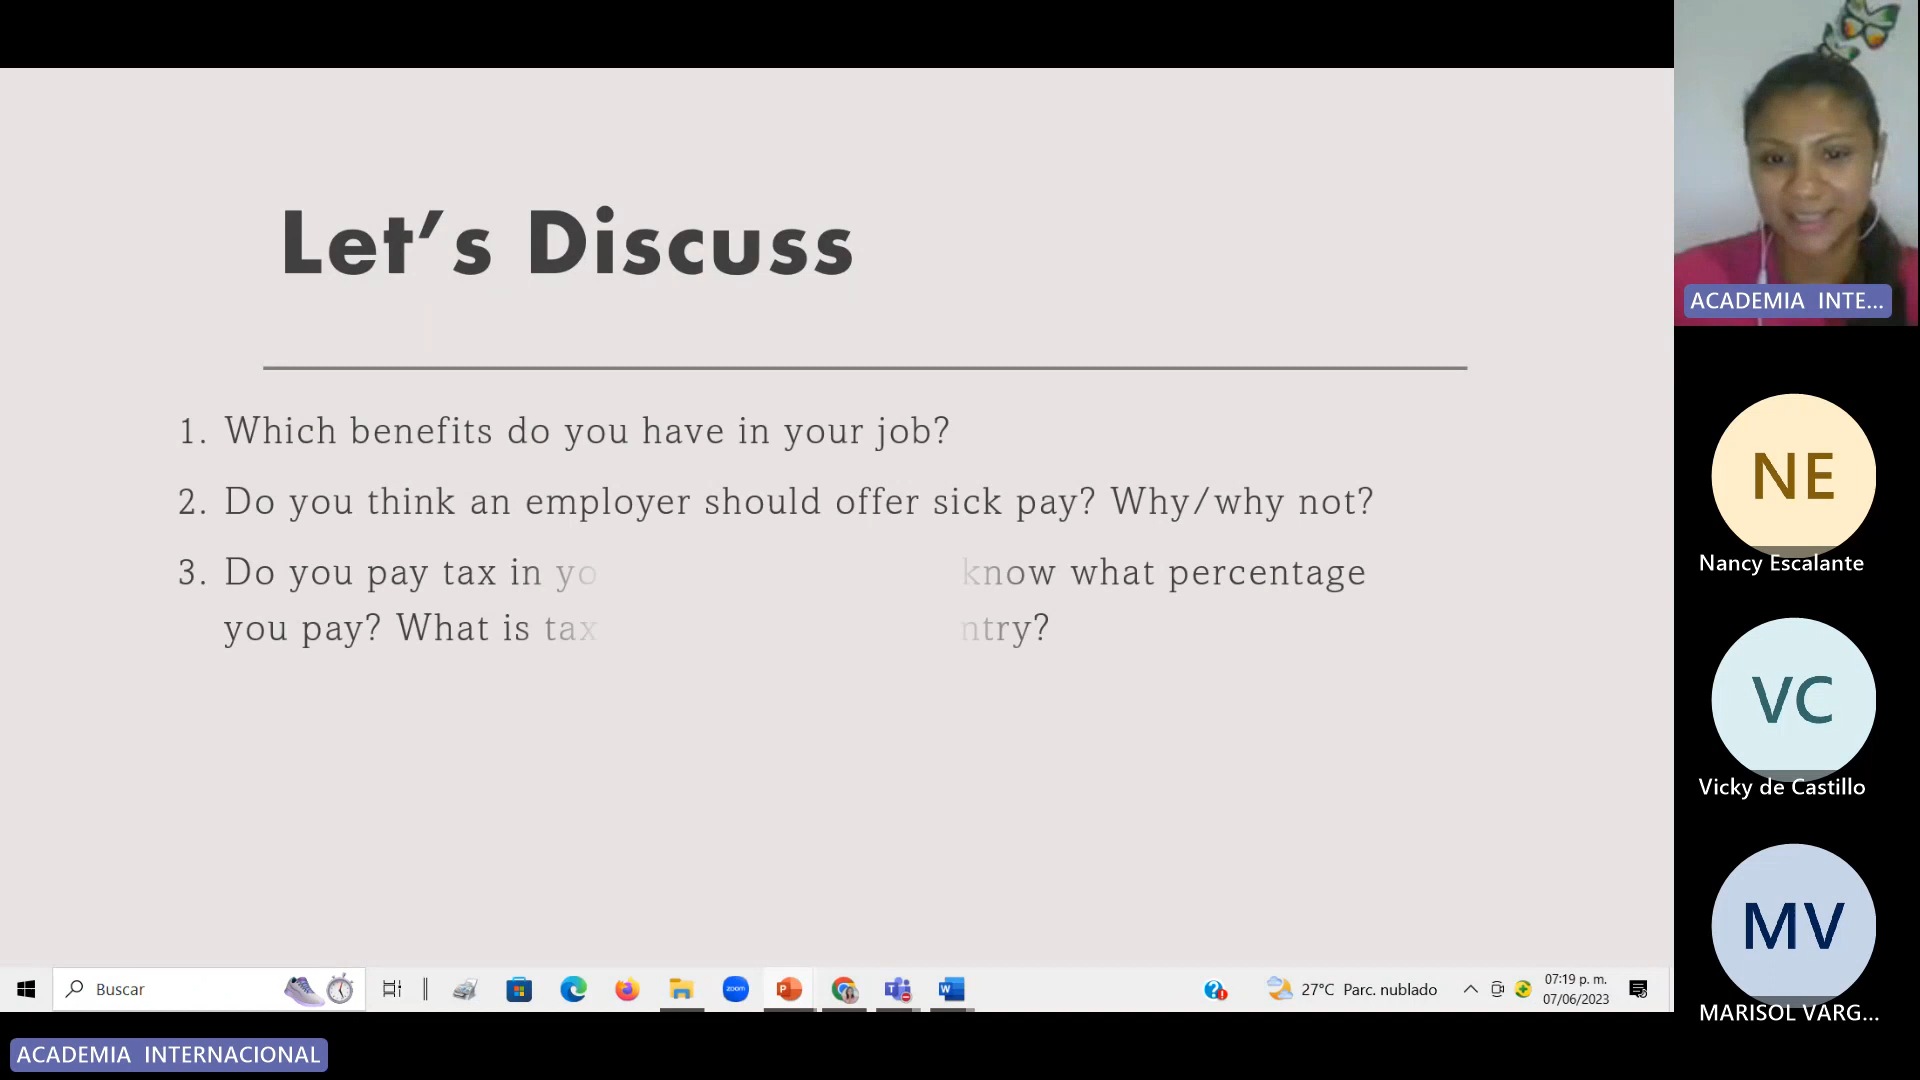 Let's Discuss
1. Which benefits do you have in your job?
2. Do you think an employer should offer sick pay? Why/why not?
3. Do you pay tax in know what percentage
you pay? What is tax
ACADEMIA INTE...
NE
Nancy Escalante
VC
Vicky de Castillo
MV
MARISOL VARG...
Buscar
zoom
27°C Parc. nublado
07:19 p. m.
07/06/2023
ACADEMIA INTERNACIONAL